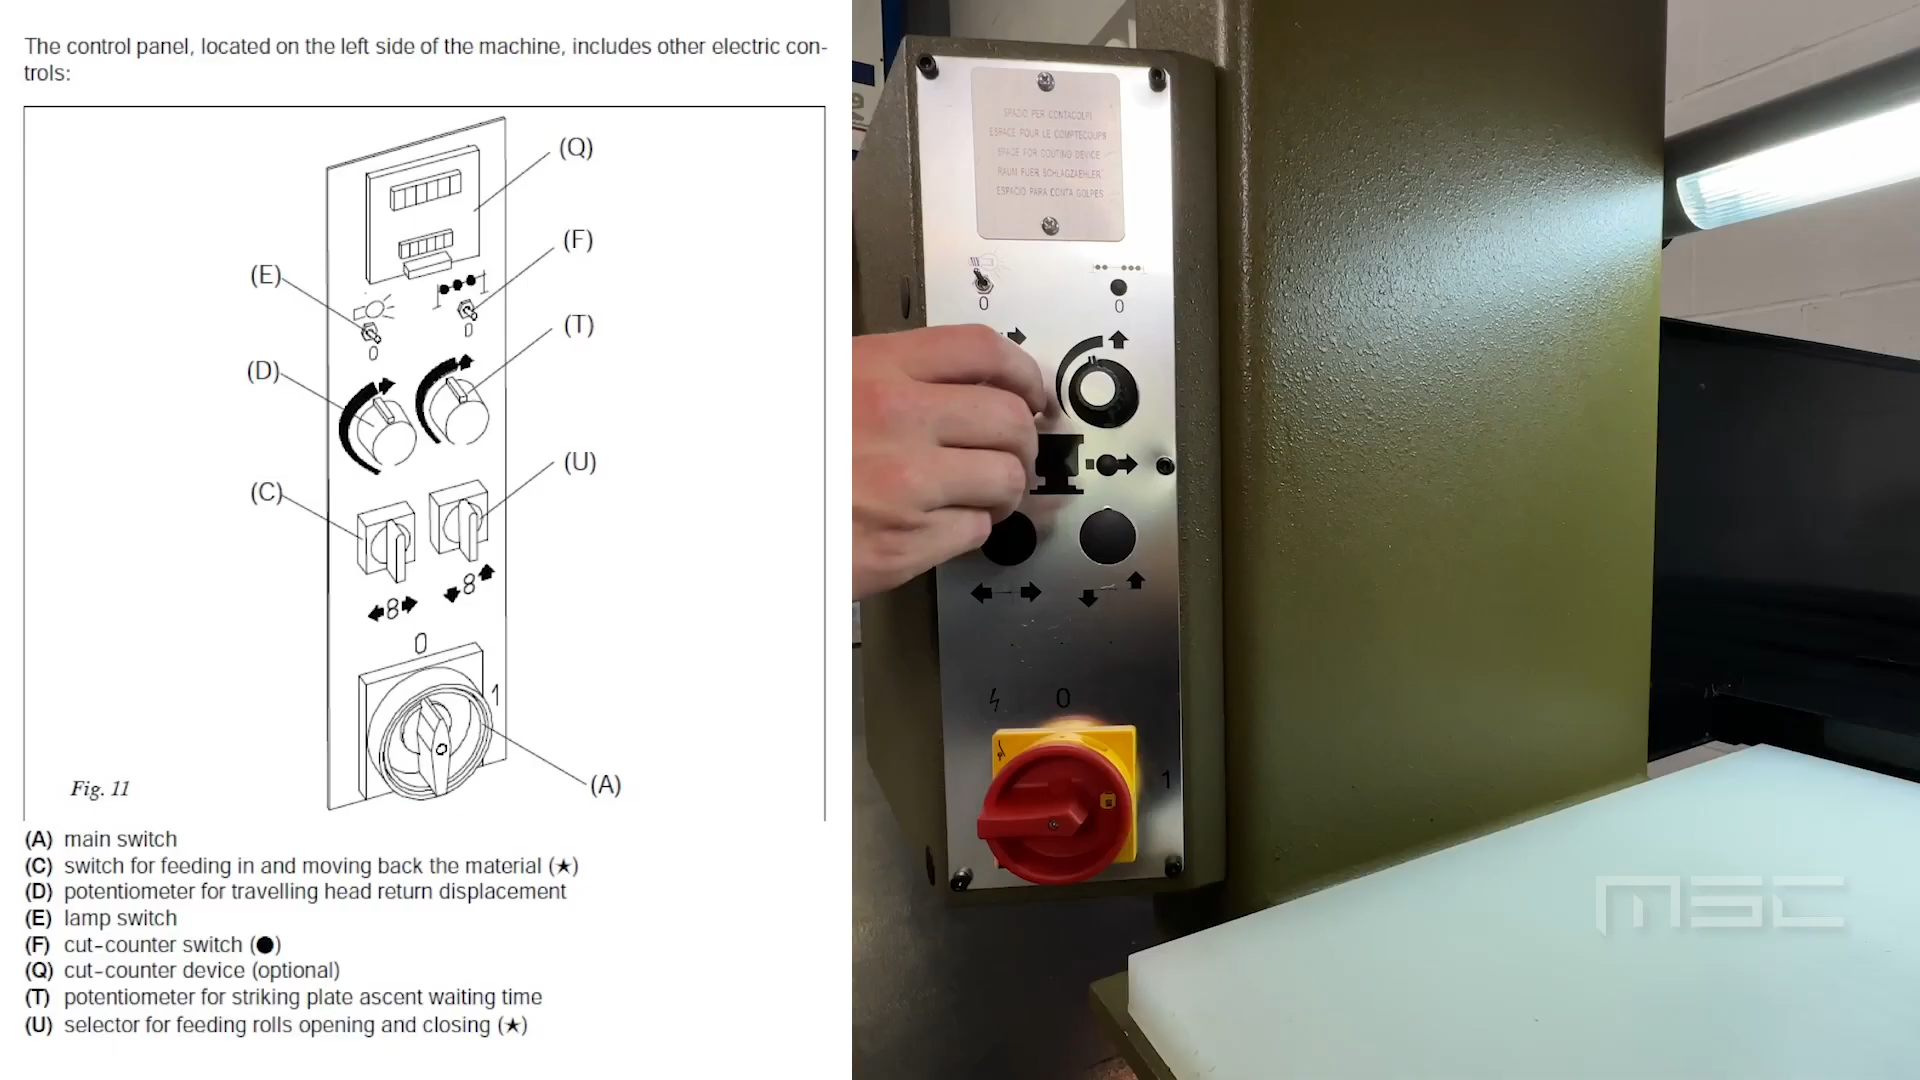 The control panel, located on the left side of the machine, includes other electric con-
trols:
(Q)
(F)
(E)
0
0
(T)
(D)
(U)
(C)
8
8
0
1
(A)
Fig. 11
(A) main switch
(C) switch for feeding in and moving back the material (★)
(D) potentiometer for travelling head return displacement
(E) lamp switch
(F) cut-counter switch (●)
(Q) cut-counter device (optional)
(T) potentiometer for striking plate ascent waiting time
(U) selector for feeding rolls opening and closing (★)
SPAZIO PER CONTACOLPI
ESPACE POUR LE COMPTECOUPS
SPACE FOR COUTING DEVICE
RAUM FUER SCHLAGZAEHLER
ESPACIO PARA CONTA GOLPES
0
0
0
1
MSC